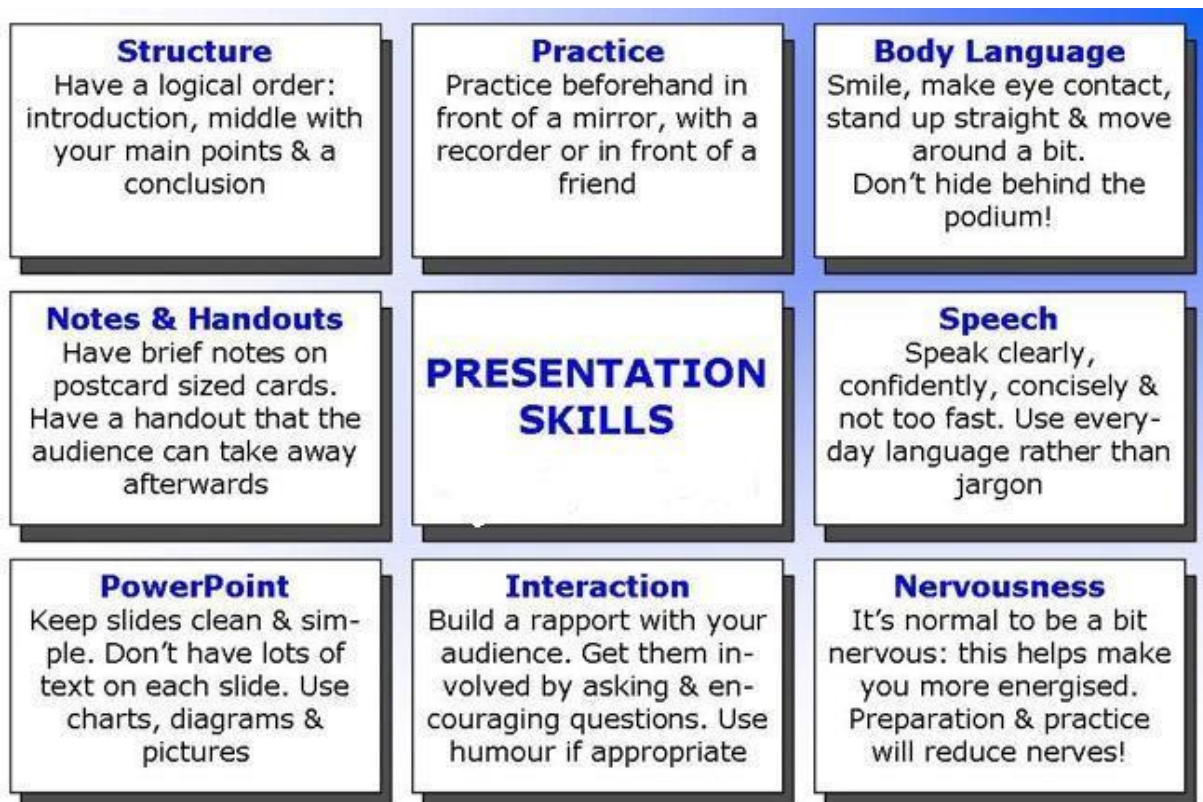 Structure
Have a logical order:
introduction, middle with
your main points & a
conclusion
Practice
Practice beforehand in
front of a mirror, with a
recorder or in front of a
friend
Body Language
Smile, make eye contact,
stand up straight & move
around a bit.
Don't hide behind the
podium!
Notes & Handouts
Have brief notes on
postcard sized cards.
Have a handout that the
audience can take away
afterwards
PRESENTATION
SKILLS
Speech
Speak clearly,
confidently, concisely &
not too fast. Use every-
day language rather than
jargon
PowerPoint
Keep slides clean & sim-
ple. Don't have lots of
text on each slide. Use
charts, diagrams &
pictures
Interaction
Build a rapport with your
audience. Get them in-
volved by asking & en-
couraging questions. Use
humour if appropriate
Nervousness
It's normal to be a bit
nervous: this helps make
you more energised.
Preparation & practice
will reduce nerves!